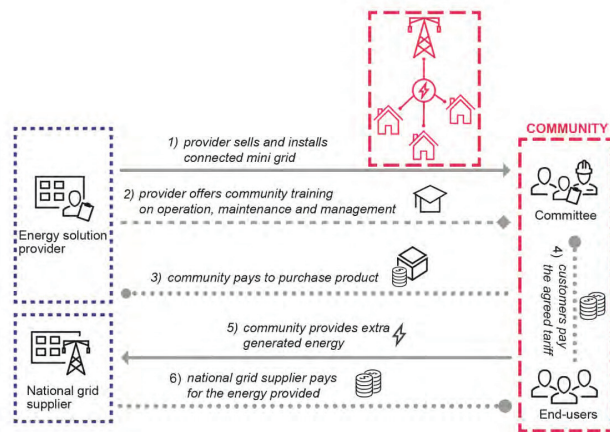 COMMUNITY
1) provider sells and installs
connected mini grid
2) provider offers community training
on operation, maintenance and management
Energy solution
provider
Committee
3) community pays to purchase product
4) customers pay
the agreed tariff
5) community provides extra
generated energy
National grid
supplier
6) national grid supplier pays
for the energy provided
End-users